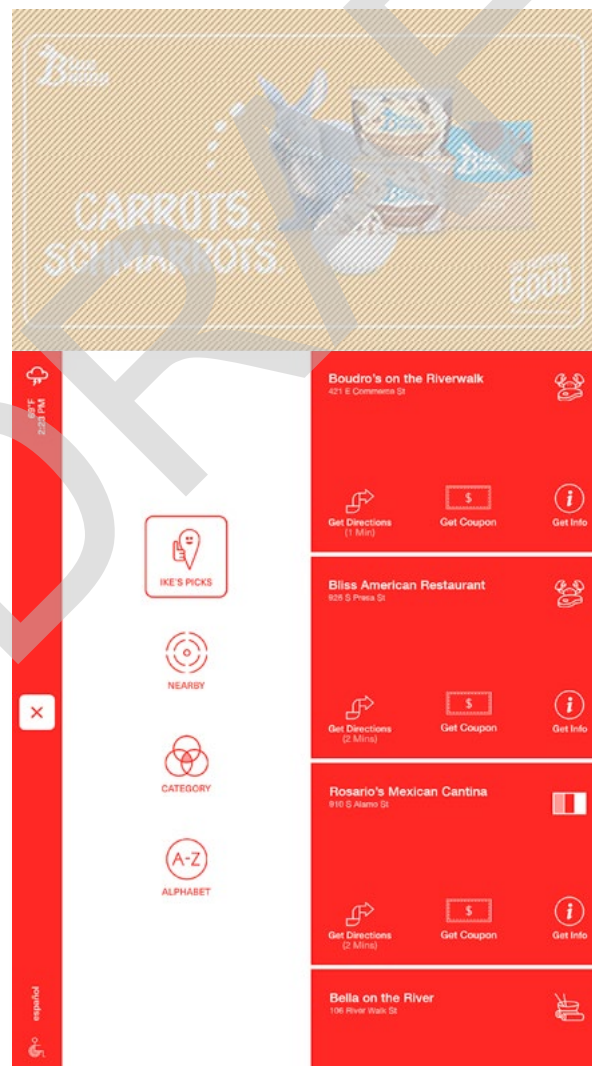 Blue
Bunny
CARROTS,
SCHMARROTS.
GOOD
69°F
2:23 PM
IKE'S PICKS
NEARBY
CATEGORY
A-Z
ALPHABET
español
Boudro's on the Riverwalk
421 E Commerce St
Get Directions
(1 Min)
$
Get Coupon
i
Get Info
Bliss American Restaurant
926 S Presa St
Get Directions
(2 Mins)
$
Get Coupon
i
Get Info
Rosario's Mexican Cantina
910 S Alamo St
Get Directions
(2 Mins)
$
Get Coupon
i
Get Info
Bella on the River
106 River Walk St